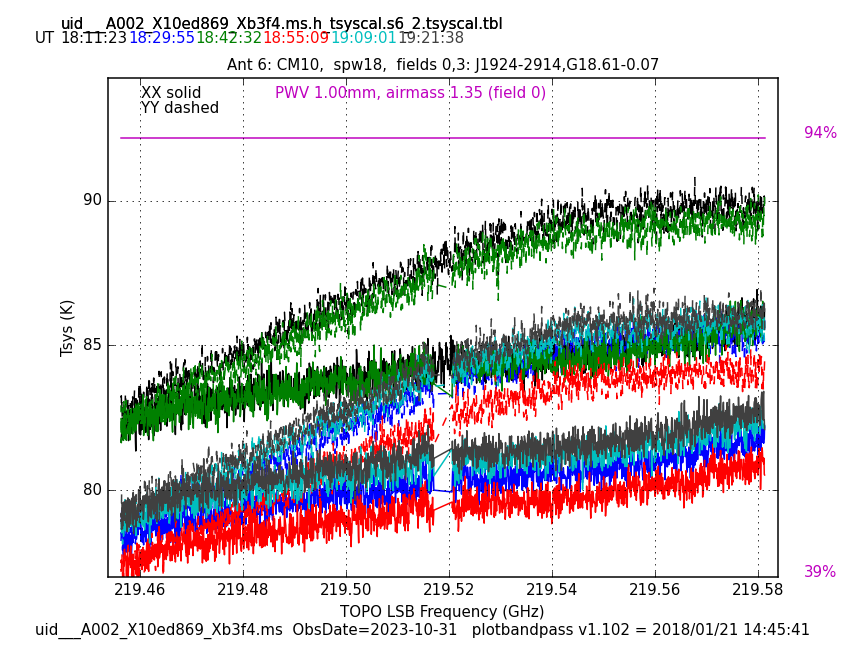 uid___A002_X10ed869_Xb3f4.ms.h_tsyscal.s6_2.tsyscal.tbl
UT 18:11:23 18:29:55 18:42:32 18:55:09 19:09:01 19:21:38
Ant 6: CM10,  spw18,  fields 0,3: J1924-2914,G18.61-0.07
XX solid
YY dashed
PWV 1.00mm, airmass 1.35 (field 0)
94%
90
85
80
Tsys (K)
39%
219.46 219.48 219.50 219.52 219.54 219.56 219.58
TOPO LSB Frequency (GHz)
uid___A002_X10ed869_Xb3f4.ms  ObsDate=2023-10-31   plotbandpass v1.102 = 2018/01/21 14:45:41